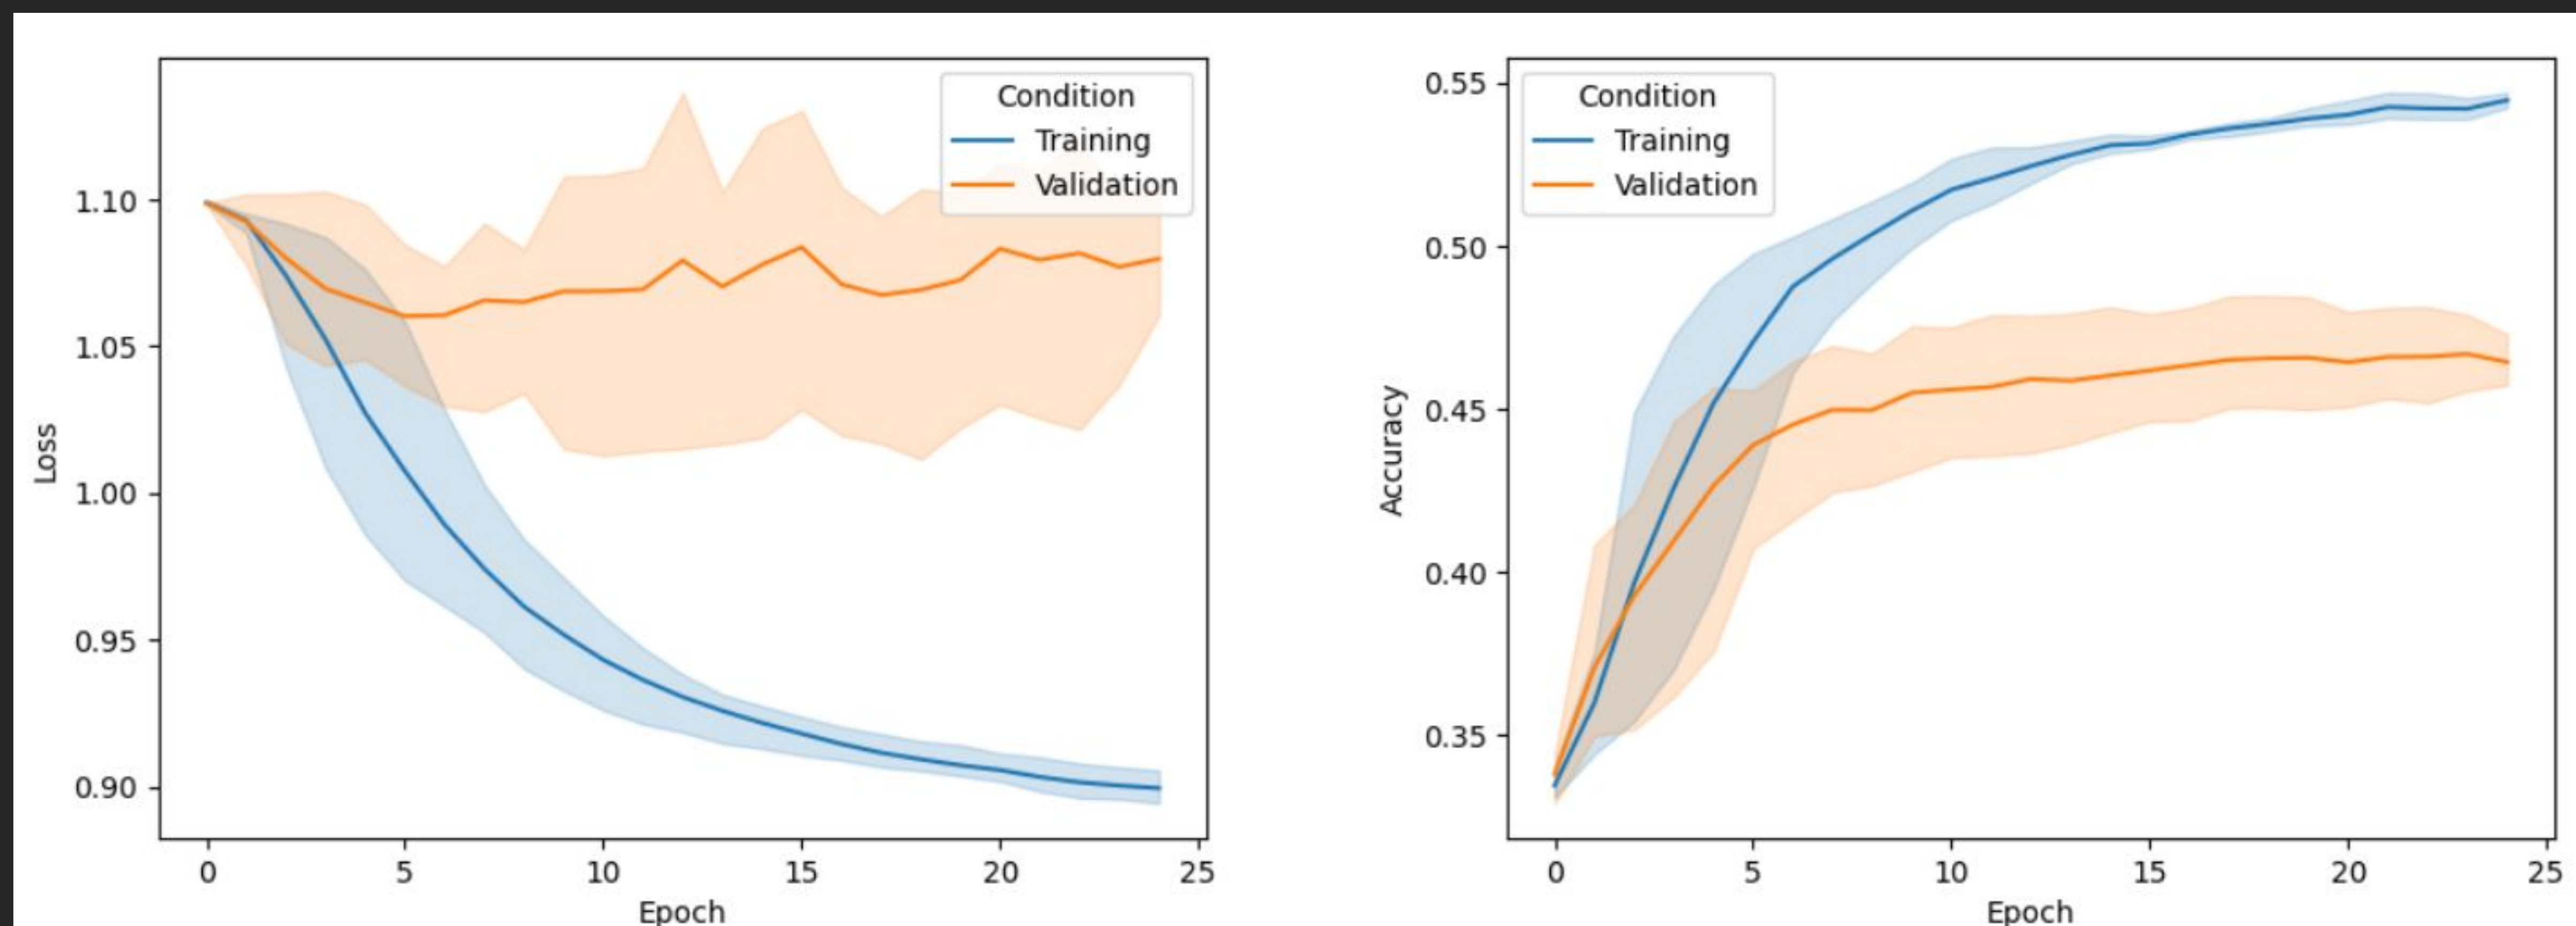 Condition
Training
Validation
1.10
1.05
1.00
0.95
0.90
Loss
0 5 10 15 20 25
Epoch
Condition
Training
Validation
0.55
0.50
0.45
0.40
0.35
Accuracy
0 5 10 15 20 25
Epoch